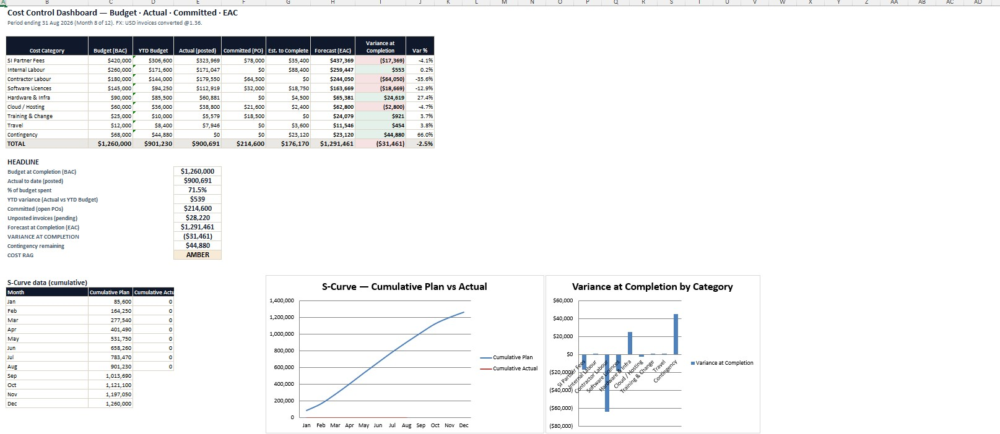 A B C D E F G H I J K L M N O P Q R S T U V W X Y Z AA AB AC AD
Cost Control Dashboard — Budget · Actual · Committed · EAC
Period ending 31 Aug 2026 (Month 8 of 12). FX: USD invoices converted @1.36.
Cost Category Budget (BAC) YTD Budget Actual (posted) Committed (PO) Est. to Complete Forecast (EAC) Variance at Completion Var %
SI Partner Fees $420,000 $306,600 $323,969 $78,000 $35,400 $437,369 ($17,369) -4.1%
Internal Labour $260,000 $171,600 $171,047 $0 $88,400 $259,447 $553 0.2%
Contractor Labour $180,000 $144,000 $179,550 $64,500 $0 $244,050 ($64,050) -35.6%
Software Licences $145,000 $94,250 $112,919 $32,000 $18,750 $163,669 ($18,669) -12.9%
Hardware & Infra $90,000 $85,500 $60,881 $0 $4,500 $65,381 $24,619 27.4%
Cloud / Hosting $60,000 $36,000 $38,800 $21,600 $2,400 $62,800 ($2,800) -4.7%
Training & Change $25,000 $10,000 $5,579 $18,500 $0 $24,079 $921 3.7%
Travel $12,000 $8,400 $7,946 $0 $3,600 $11,546 $454 3.8%
Contingency $68,000 $44,880 $0 $0 $23,120 $23,120 $44,880 66.0%
TOTAL $1,260,000 $901,230 $900,691 $214,600 $176,170 $1,291,461 ($31,461) -2.5%
HEADLINE
Budget at Completion (BAC) $1,260,000
Actual to date (posted) $900,691
% of budget spent 71.5%
YTD variance (Actual vs YTD Budget) $539
Committed (open POs) $214,600
Unposted invoices (pending) $28,220
Forecast at Completion (EAC) $1,291,461
VARIANCE AT COMPLETION ($31,461)
Contingency remaining $44,880
COST RAG AMBER
S-Curve data (cumulative)
Month Cumulative Plan Cumulative Actu
Jan 85,600 0
Feb 164,250 0
Mar 277,540 0
Apr 401,490 0
May 531,750 0
Jun 658,260 0
Jul 783,470 0
Aug 901,230 0
Sep 1,013,690
Oct 1,121,100
Nov 1,197,050
Dec 1,260,000
S-Curve — Cumulative Plan vs Actual
1,400,000
1,200,000
1,000,000
800,000
600,000
400,000
200,000
0
Jan Feb Mar Apr May Jun Jul Aug Sep Oct Nov Dec
Cumulative Plan
Cumulative Actual
Variance at Completion by Category
$60,000
$40,000
$20,000
$0
($20,000)
($40,000)
($60,000)
($80,000)
SI Partner Fees
Internal Labour
Contractor Labour
Software Licences
Hardware & Infra
Cloud / Hosting
Training & Change
Travel
Contingency
Variance at Completion